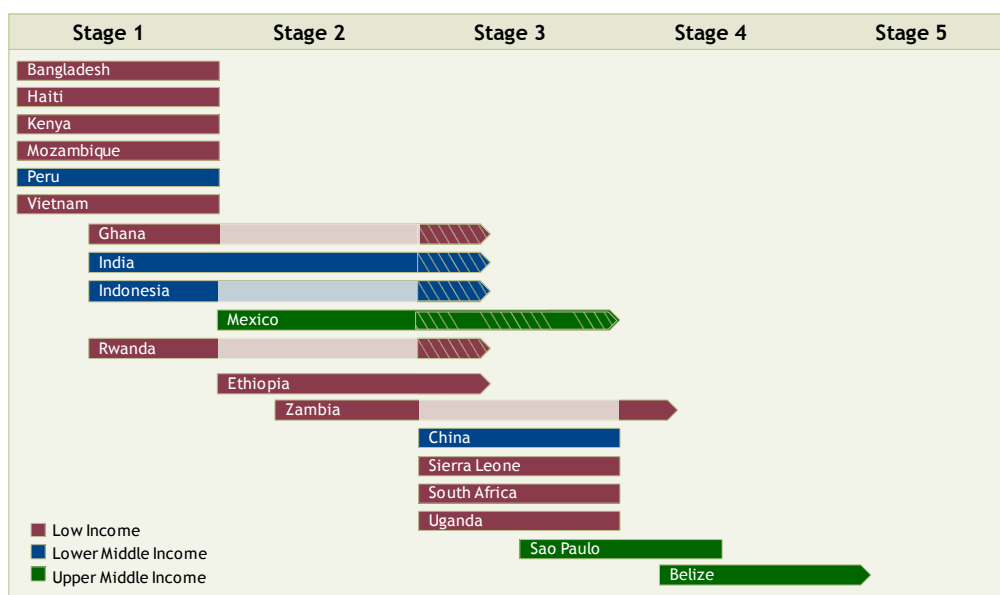 Stage 1 Stage 2 Stage 3 Stage 4 Stage 5
Bangladesh
Haiti
Kenya
Mozambique
Peru
Vietnam
Ghana
India
Indonesia
Mexico
Rwanda
Ethiopia
Zambia
China
Sierra Leone
South Africa
Uganda
Sao Paulo
Belize
Low Income
Lower Middle Income
Upper Middle Income